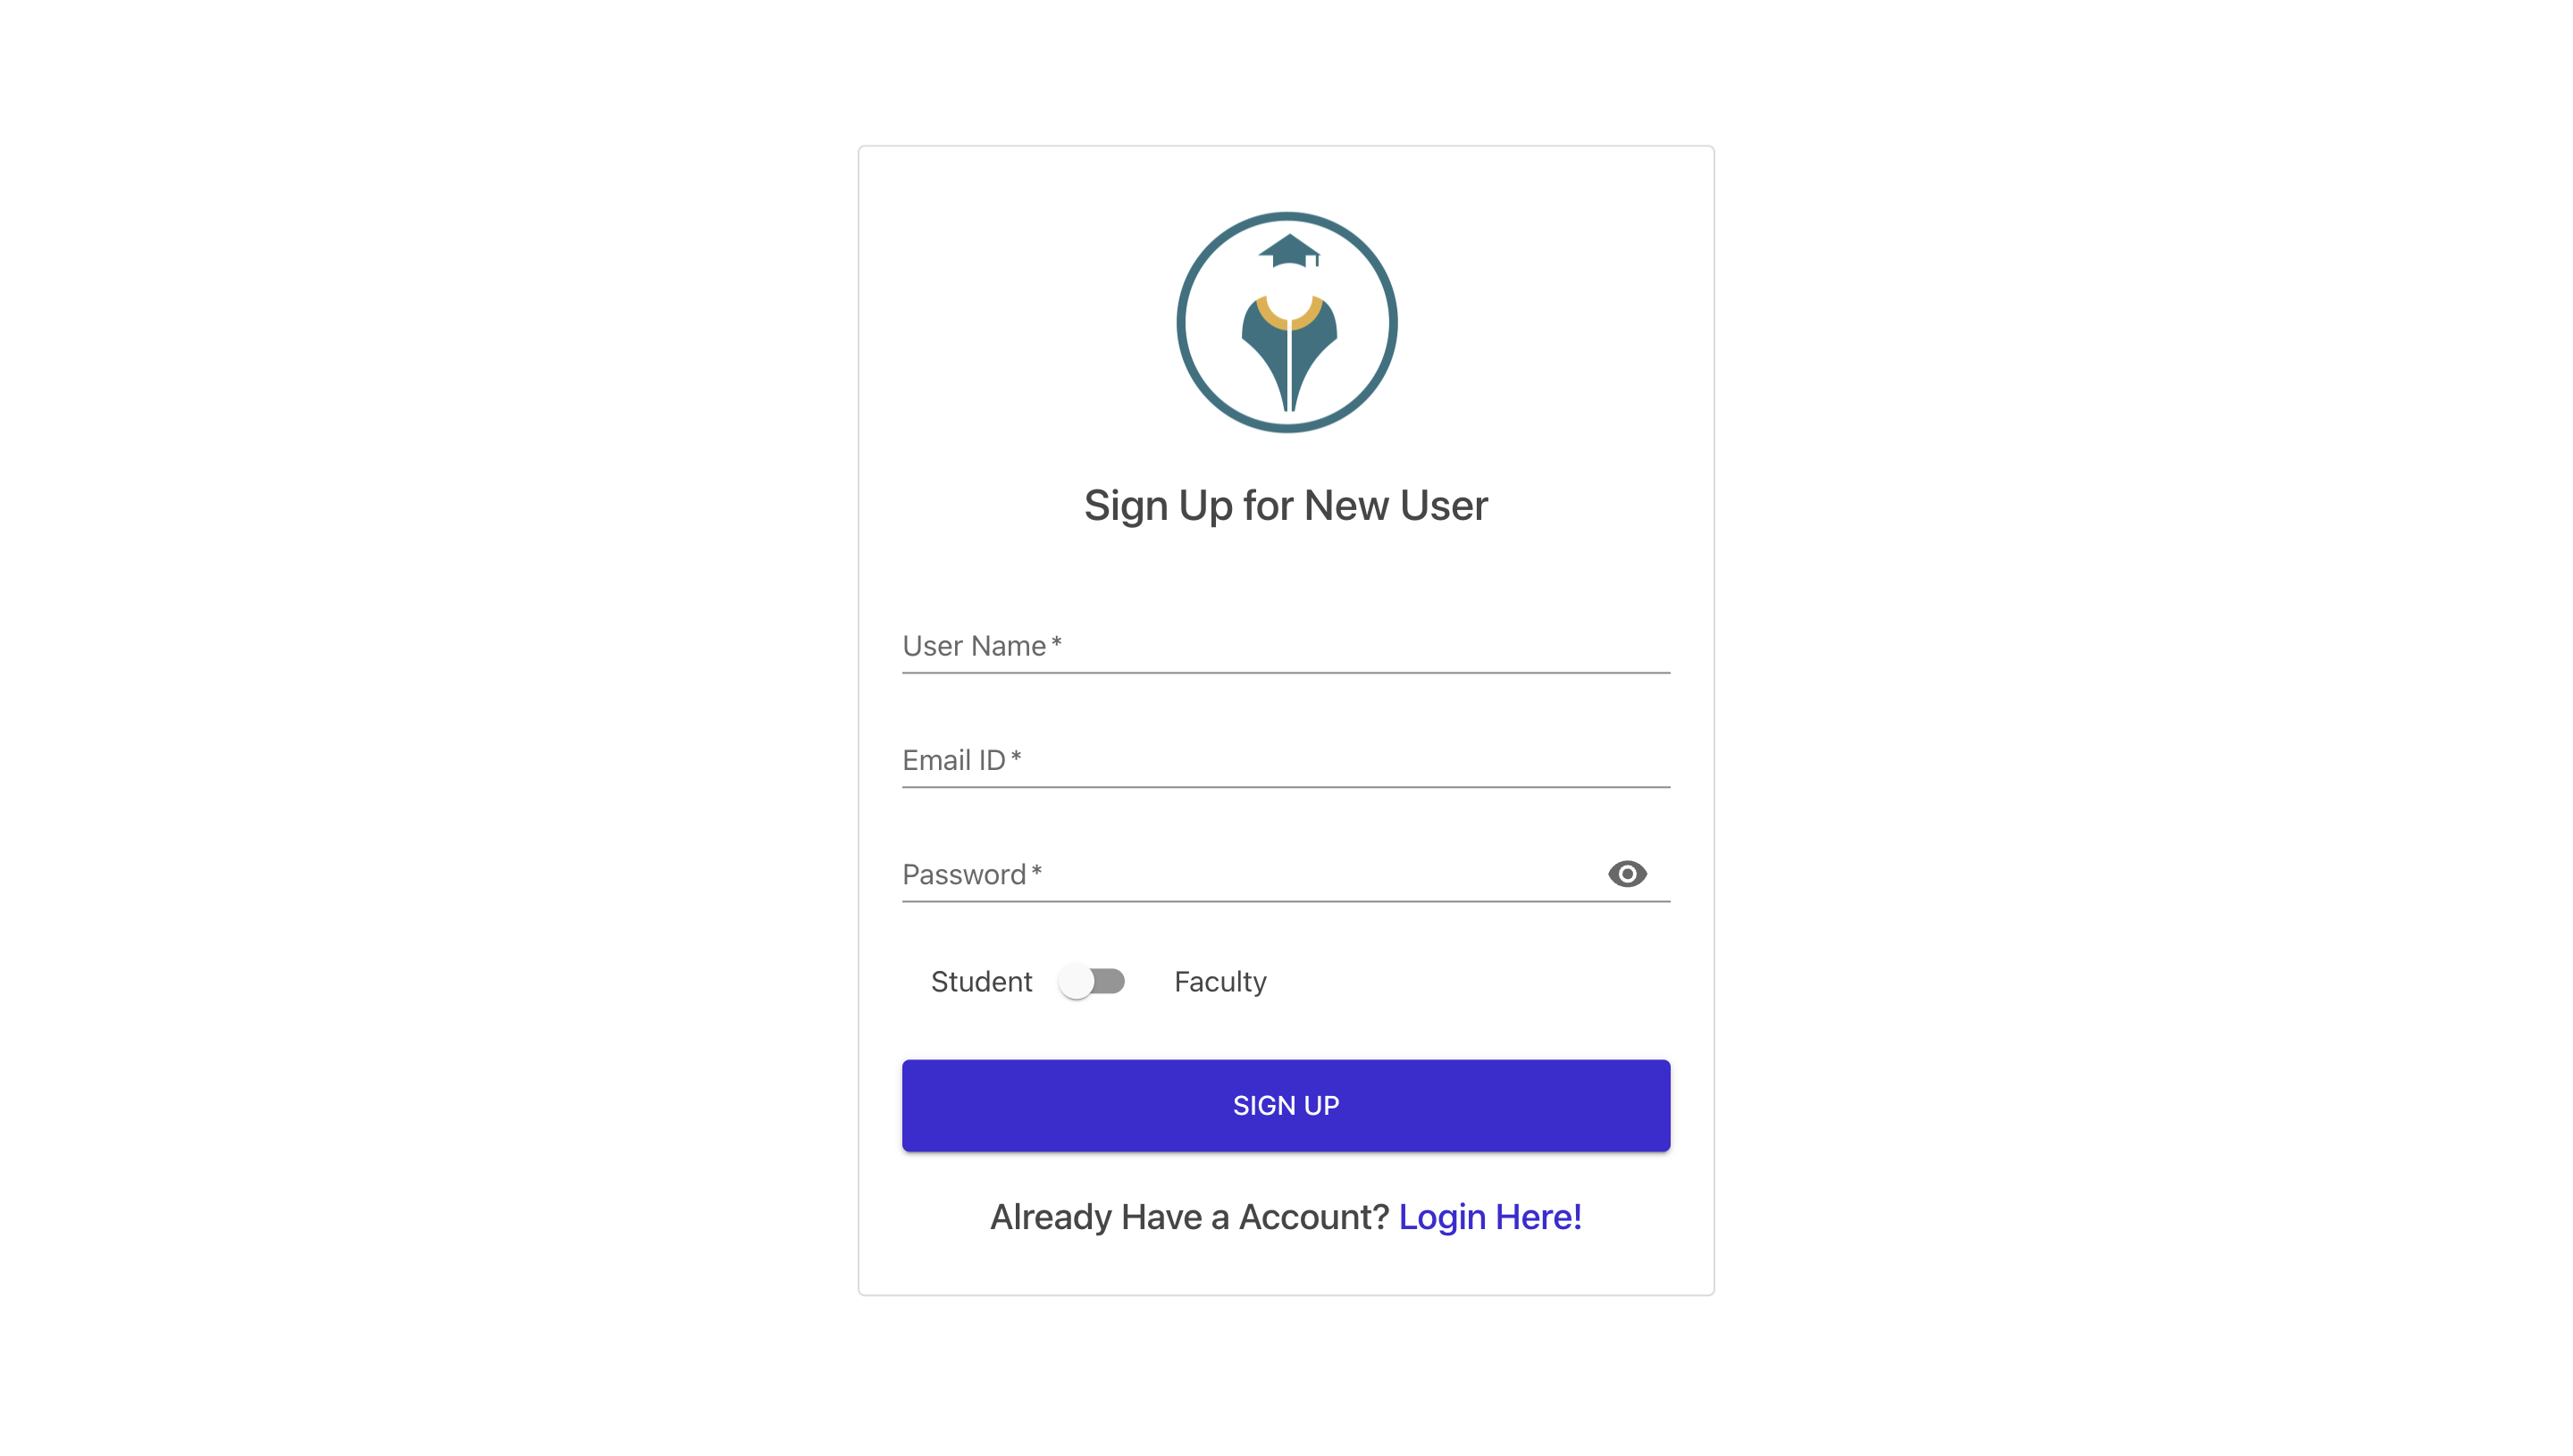 Sign Up for New User
User Name *
Email ID *
Password *
Student Faculty
SIGN UP
Already Have a Account? Login Here!